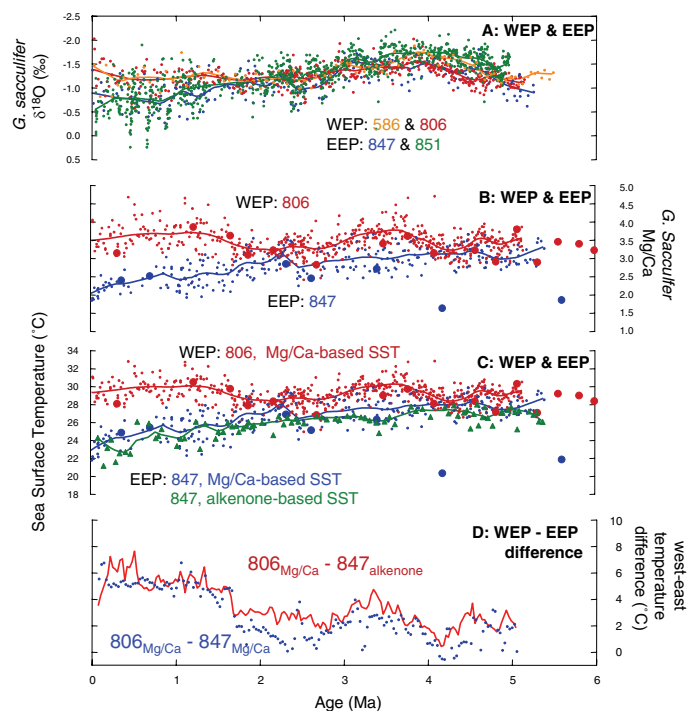 A: WEP & EEP
G. sacculifer
δ18O (‰)
-2.5
-2.0
-1.5
-1.0
-0.5
0.0
0.5
WEP: 586 & 806
EEP: 847 & 851
B: WEP & EEP
WEP: 806
EEP: 847
5.0
4.5
4.0
3.5
3.0
2.5
2.0
1.5
1.0
G. Sacculifer
Mg/Ca
Sea Surface Temperature (°C)
34
32
30
28
26
24
22
20
18
WEP: 806, Mg/Ca-based SST
C: WEP & EEP
EEP: 847, Mg/Ca-based SST
847, alkenone-based SST
D: WEP - EEP
difference
806Mg/Ca - 847alkenone
806Mg/Ca - 847Mg/Ca
10
8
6
4
2
0
west-east
temperature
difference (°C)
0 1 2 3 4 5 6
Age (Ma)